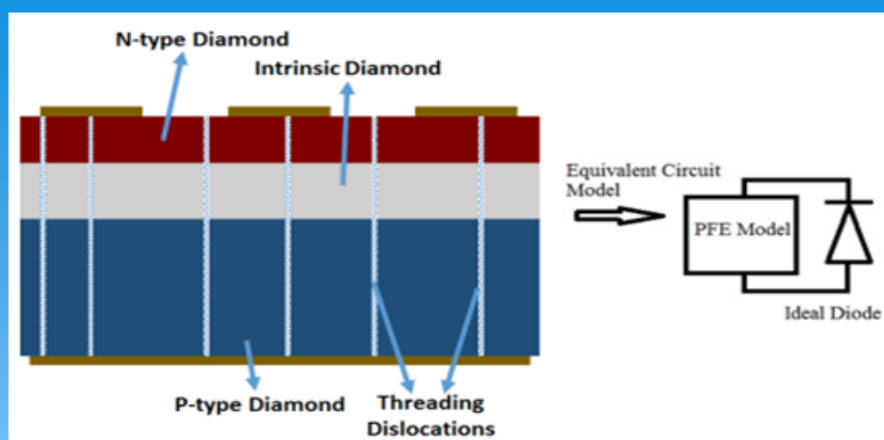 N-type Diamond
Intrinsic Diamond
Equivalent Circuit
Model
PFE Model
Ideal Diode
P-type Diamond
Threading
Dislocations